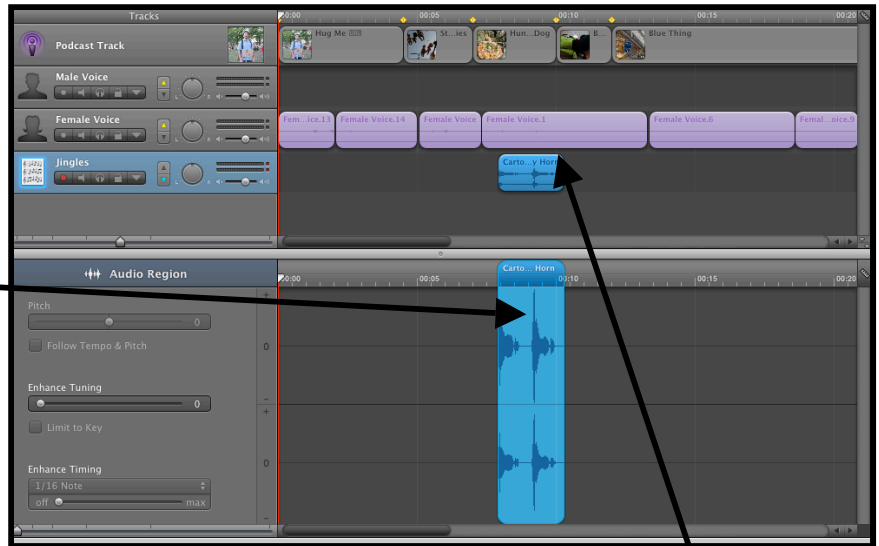 Tracks
00:00 00:05 00:10 00:15 00:20
Podcast Track
Hug Me
St...ies
Hun...Dog
B...
Blue Thing
Male Voice
Female Voice
Fem...ice.13
Female Voice.14
Female Voice
Female Voice.1
Female Voice.6
Femal...oice.9
Jingles
Carto...y Horn
Audio Region
Carto... Horn
00:00 00:05 00:10 00:15 00:20
Pitch
0
Follow Tempo & Pitch
Enhance Tuning
0
Limit to Key
Enhance Timing
1/16 Note
off max
+
0
-
+
0
-